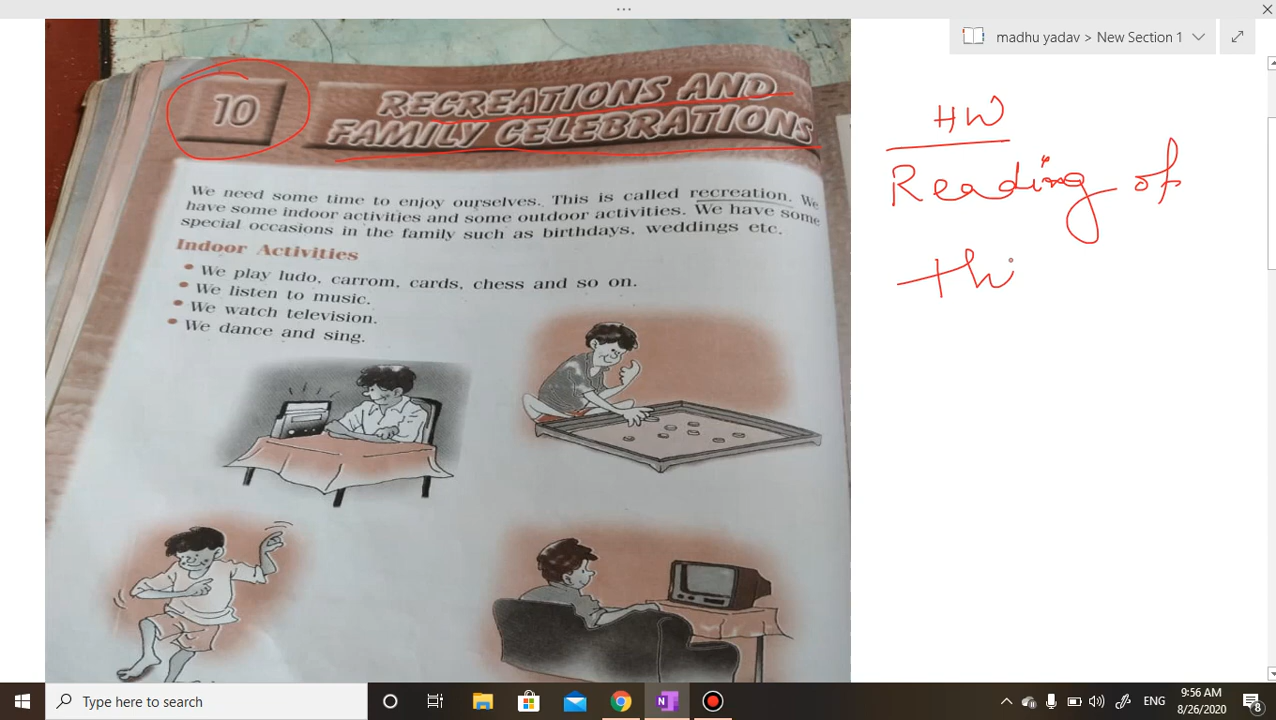 madhu yadav > New Section 1
10
RECREATIONS AND
FAMILY CELEBRATIONS
We need some time to enjoy ourselves. This is called recreation. We
have some indoor activities and some outdoor activities. We have some
special occasions in the family such as birthdays, weddings etc.
Indoor Activities
• We play ludo, carrom, cards, chess and so on.
• We listen to music.
• We watch television.
• We dance and sing.
HW
Reading of
thi
Type here to search
ENG
9:56 AM
8/26/2020
8